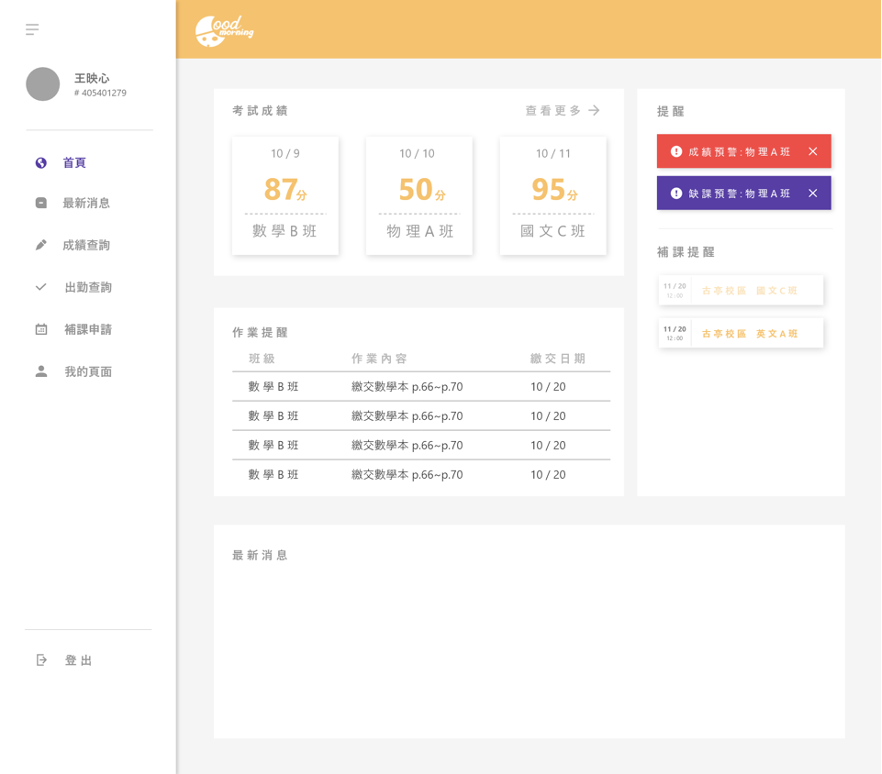 Good
morning
王映心
# 405401279
首頁
最新消息
成績查詢
出勤查詢
補課申請
我的頁面
登出
考試成績
查看更多
10 / 9
87分
數學B班
10 / 10
50分
物理A班
10 / 11
95分
國文C班
作業提醒
班級 作業內容 繳交日期
數學B班 繳交數學本 p.66~p.70 10 / 20
數學B班 繳交數學本 p.66~p.70 10 / 20
數學B班 繳交數學本 p.66~p.70 10 / 20
數學B班 繳交數學本 p.66~p.70 10 / 20
提醒
成績預警:物理A班
缺課預警:物理A班
補課提醒
11 / 20
12:00
古亭校區 國文C班
11 / 20
12:00
古亭校區 英文A班
最新消息